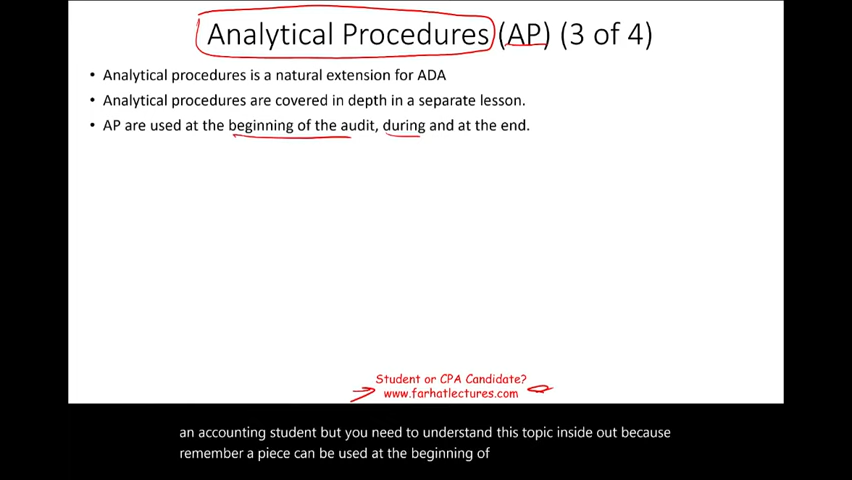 Analytical Procedures (AP) (3 of 4)
• Analytical procedures is a natural extension for ADA
• Analytical procedures are covered in depth in a separate lesson.
• AP are used at the beginning of the audit, during and at the end.
Student or CPA Candidate?
www.farhatlectures.com
an accounting student but you need to understand this topic inside out because
remember a piece can be used at the beginning of